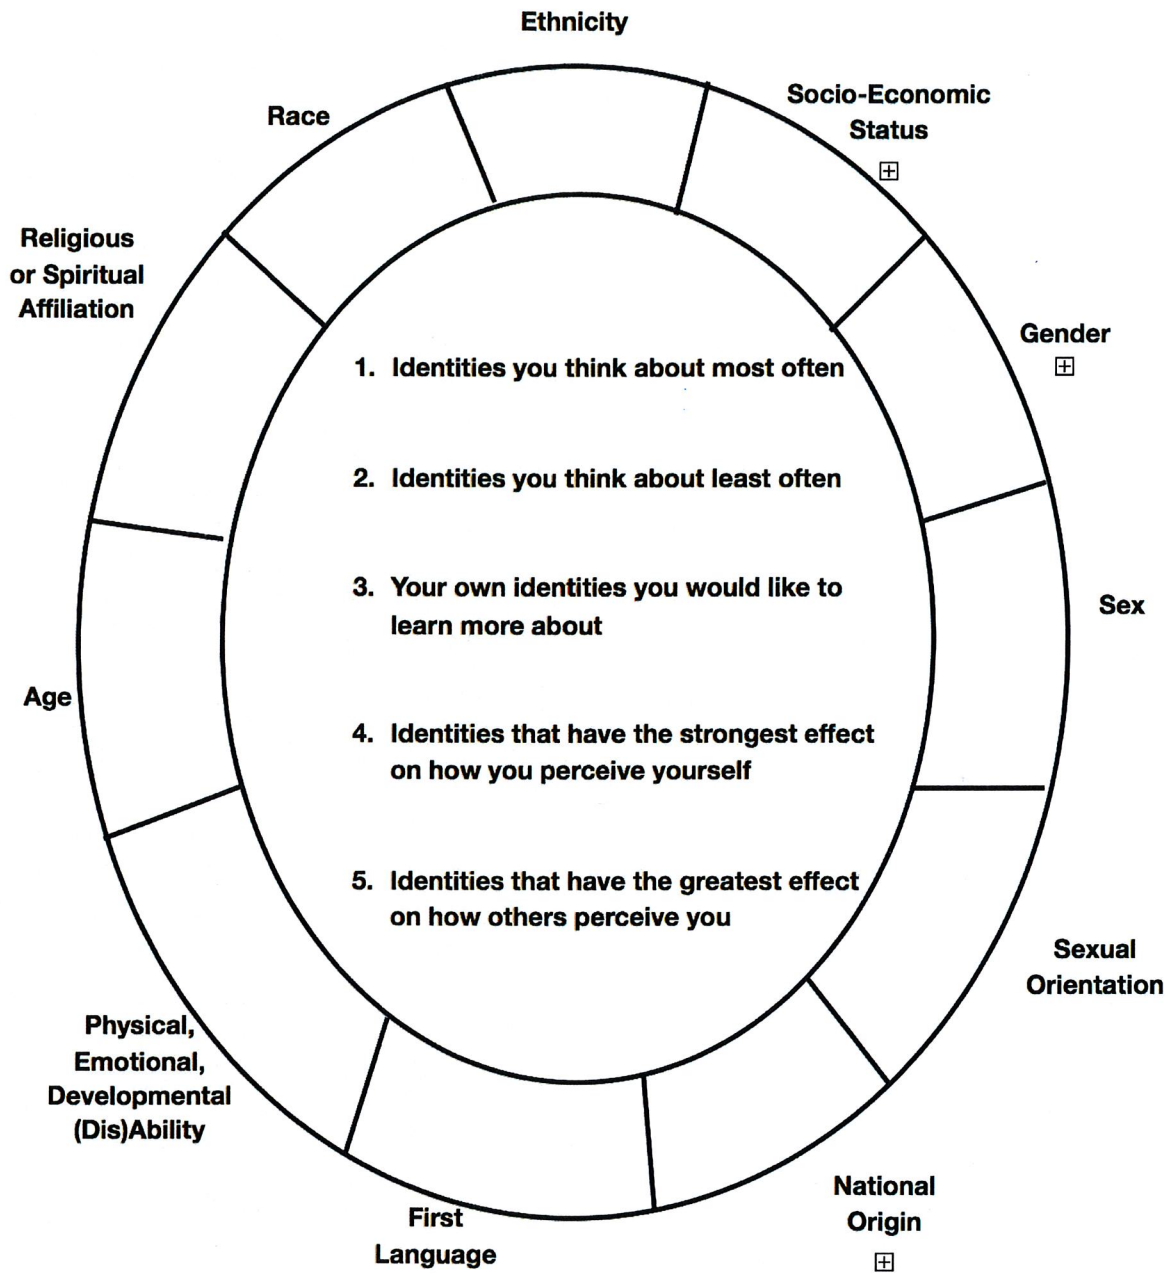 Ethnicity
Socio-Economic
Status
Race
Religious
or Spiritual
Affiliation
Gender
1. Identities you think about most often
2. Identities you think about least often
3. Your own identities you would like to
learn more about
Sex
Age
4. Identities that have the strongest effect
on how you perceive yourself
5. Identities that have the greatest effect
on how others perceive you
Sexual
Orientation
Physical,
Emotional,
Developmental
(Dis)Ability
National
Origin
First
Language